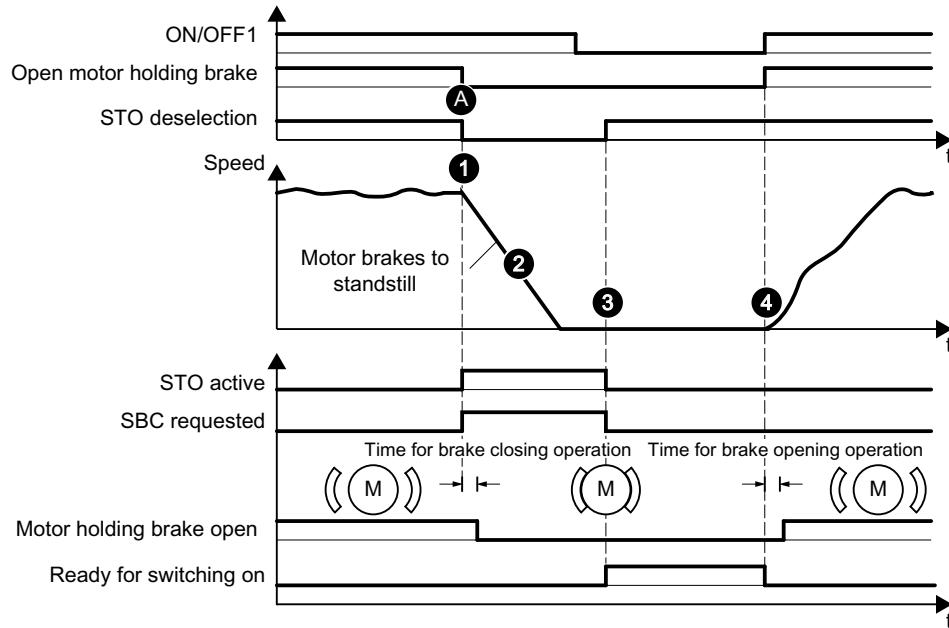 ON/OFF1
Open motor holding brake
A
STO deselection
t
Speed
1
Motor brakes to
standstill
2
3
4
t
STO active
SBC requested
Time for brake closing operation
Time for brake opening operation
M
M
M
Motor holding brake open
Ready for switching on
t